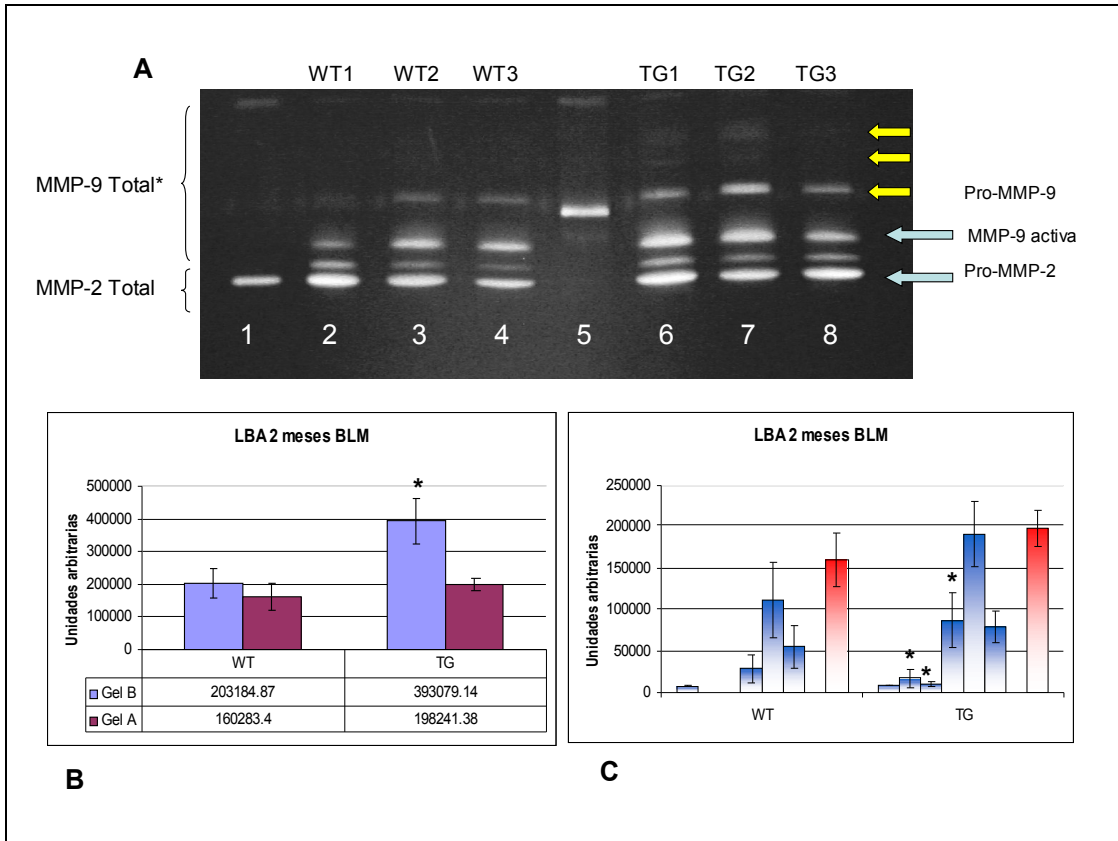 A
WT1 WT2 WT3 TG1 TG2 TG3
MMP-9 Total*
Pro-MMP-9
MMP-9 activa
MMP-2 Total
Pro-MMP-2
1 2 3 4 5 6 7 8
LBA 2 meses BLM
Unidades arbitrarias
500000
400000
300000
200000
100000
0
*
WT TG
Gel B 203184.87 393079.14
Gel A 160283.4 198241.38
B
LBA 2 meses BLM
Unidades arbitrarias
250000
200000
150000
100000
50000
0
* * *
WT TG
C